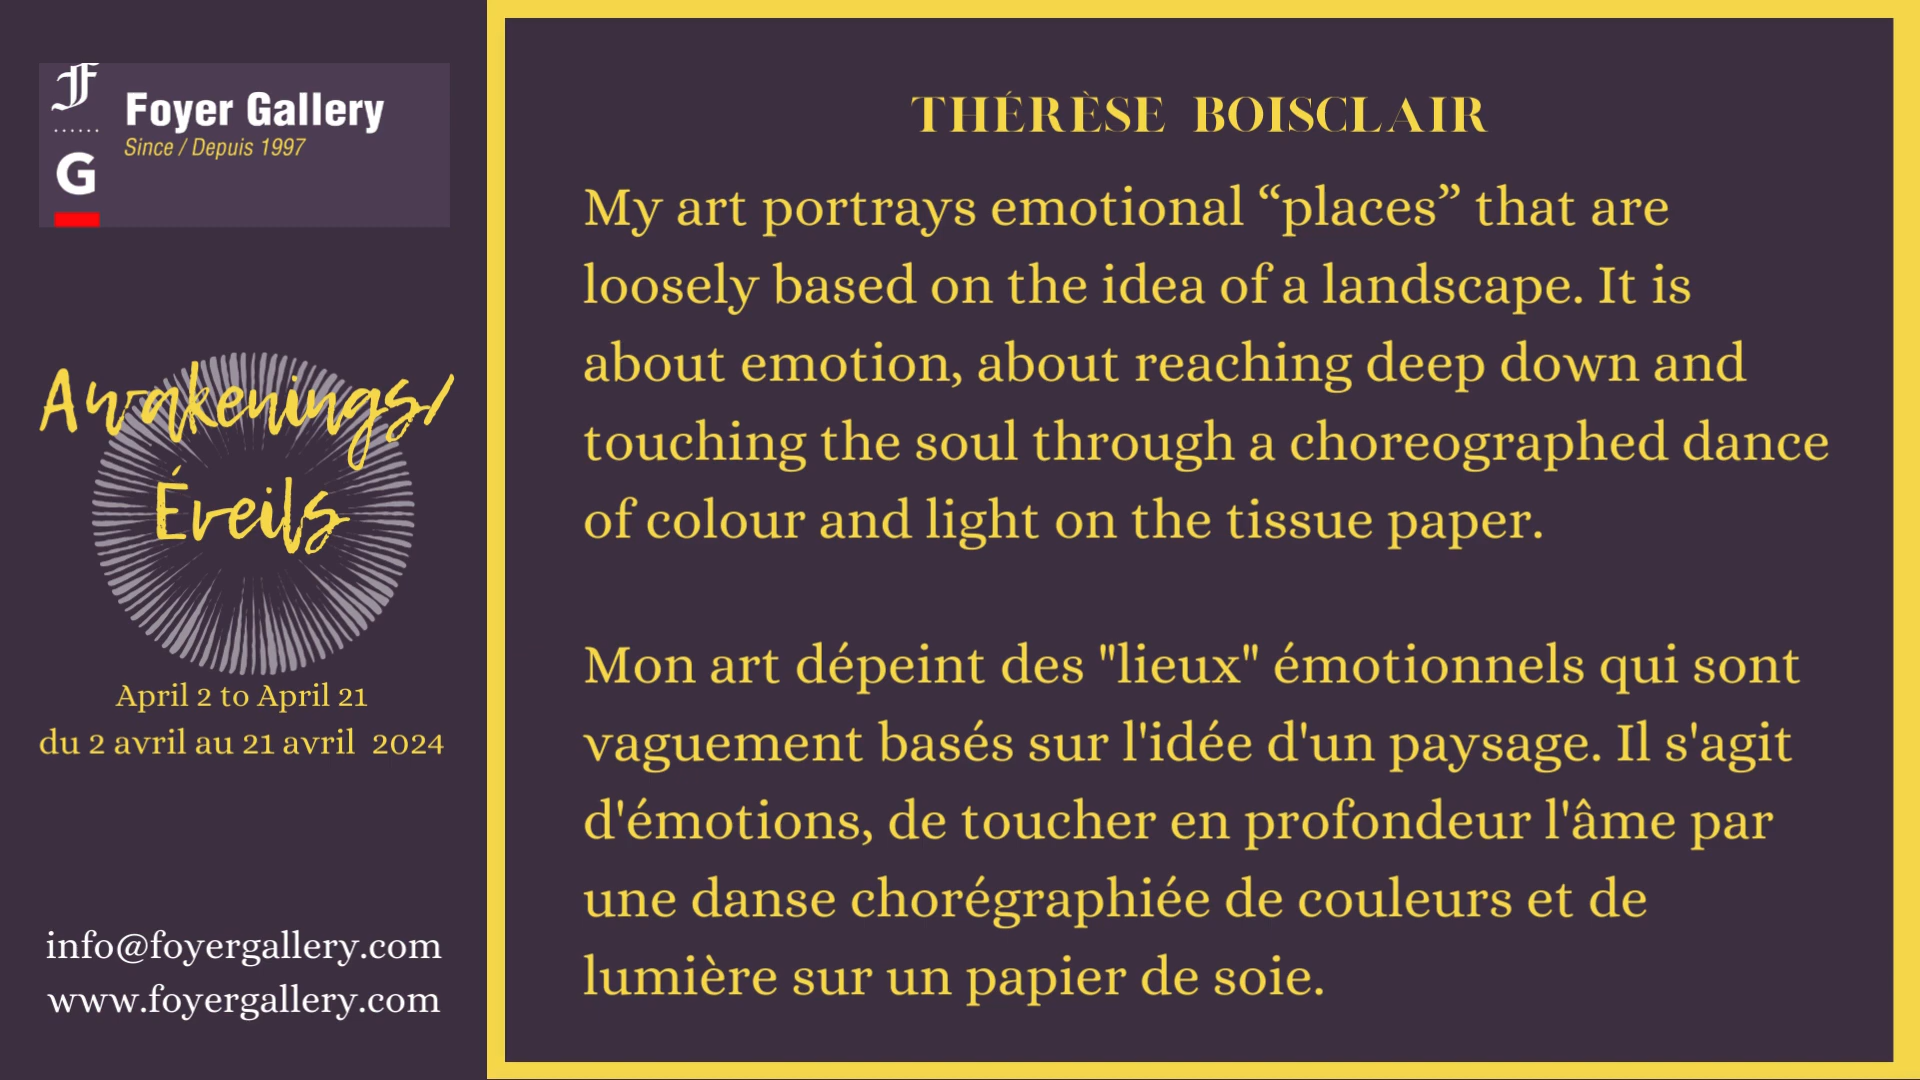 F
G
Foyer Gallery
Since / Depuis 1997
Awakenings/
Éveils
April 2 to April 21
du 2 avril au 21 avril 2024
info@foyergallery.com
www.foyergallery.com
THÉRÈSE BOISCLAIR
My art portrays emotional “places” that are
loosely based on the idea of a landscape. It is
about emotion, about reaching deep down and
touching the soul through a choreographed dance
of colour and light on the tissue paper.
Mon art dépeint des "lieux" émotionnels qui sont
vaguement basés sur l'idée d'un paysage. Il s'agit
d'émotions, de toucher en profondeur l'âme par
une danse chorégraphiée de couleurs et de
lumière sur un papier de soie.